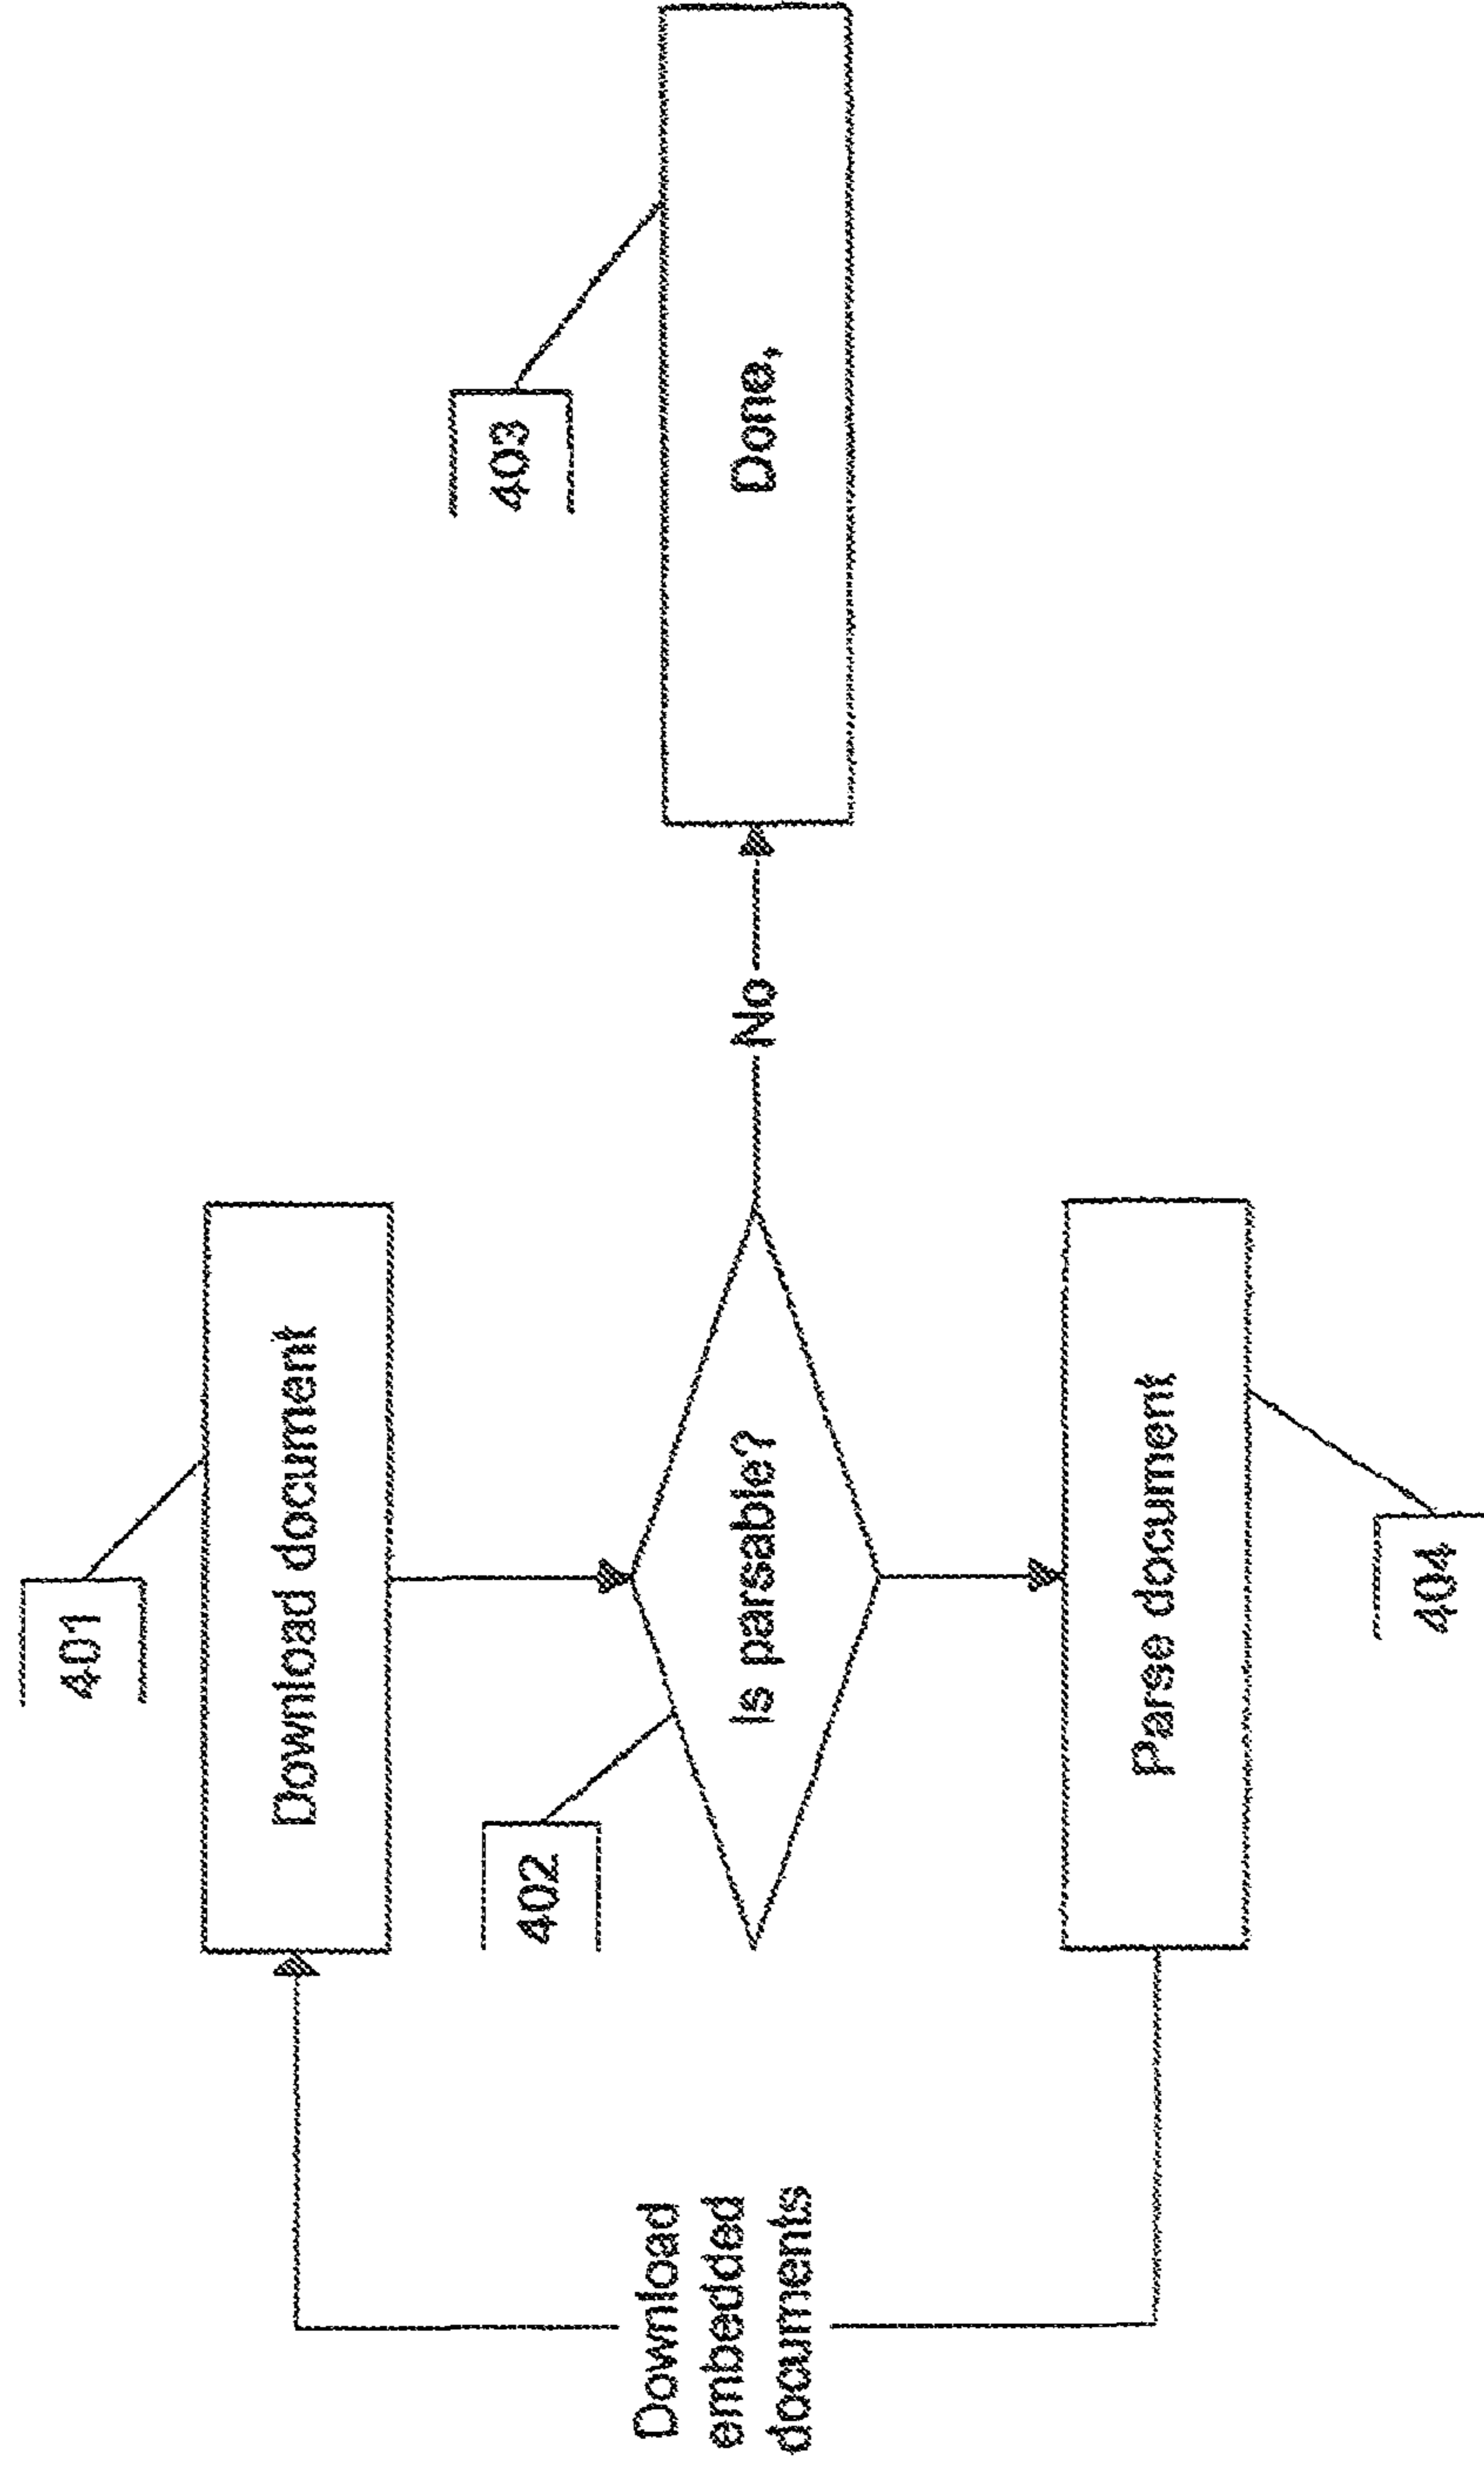 401
Download document
402
Is parsable?
No
403
Done,
Download
embedded
documents
Parse document
404